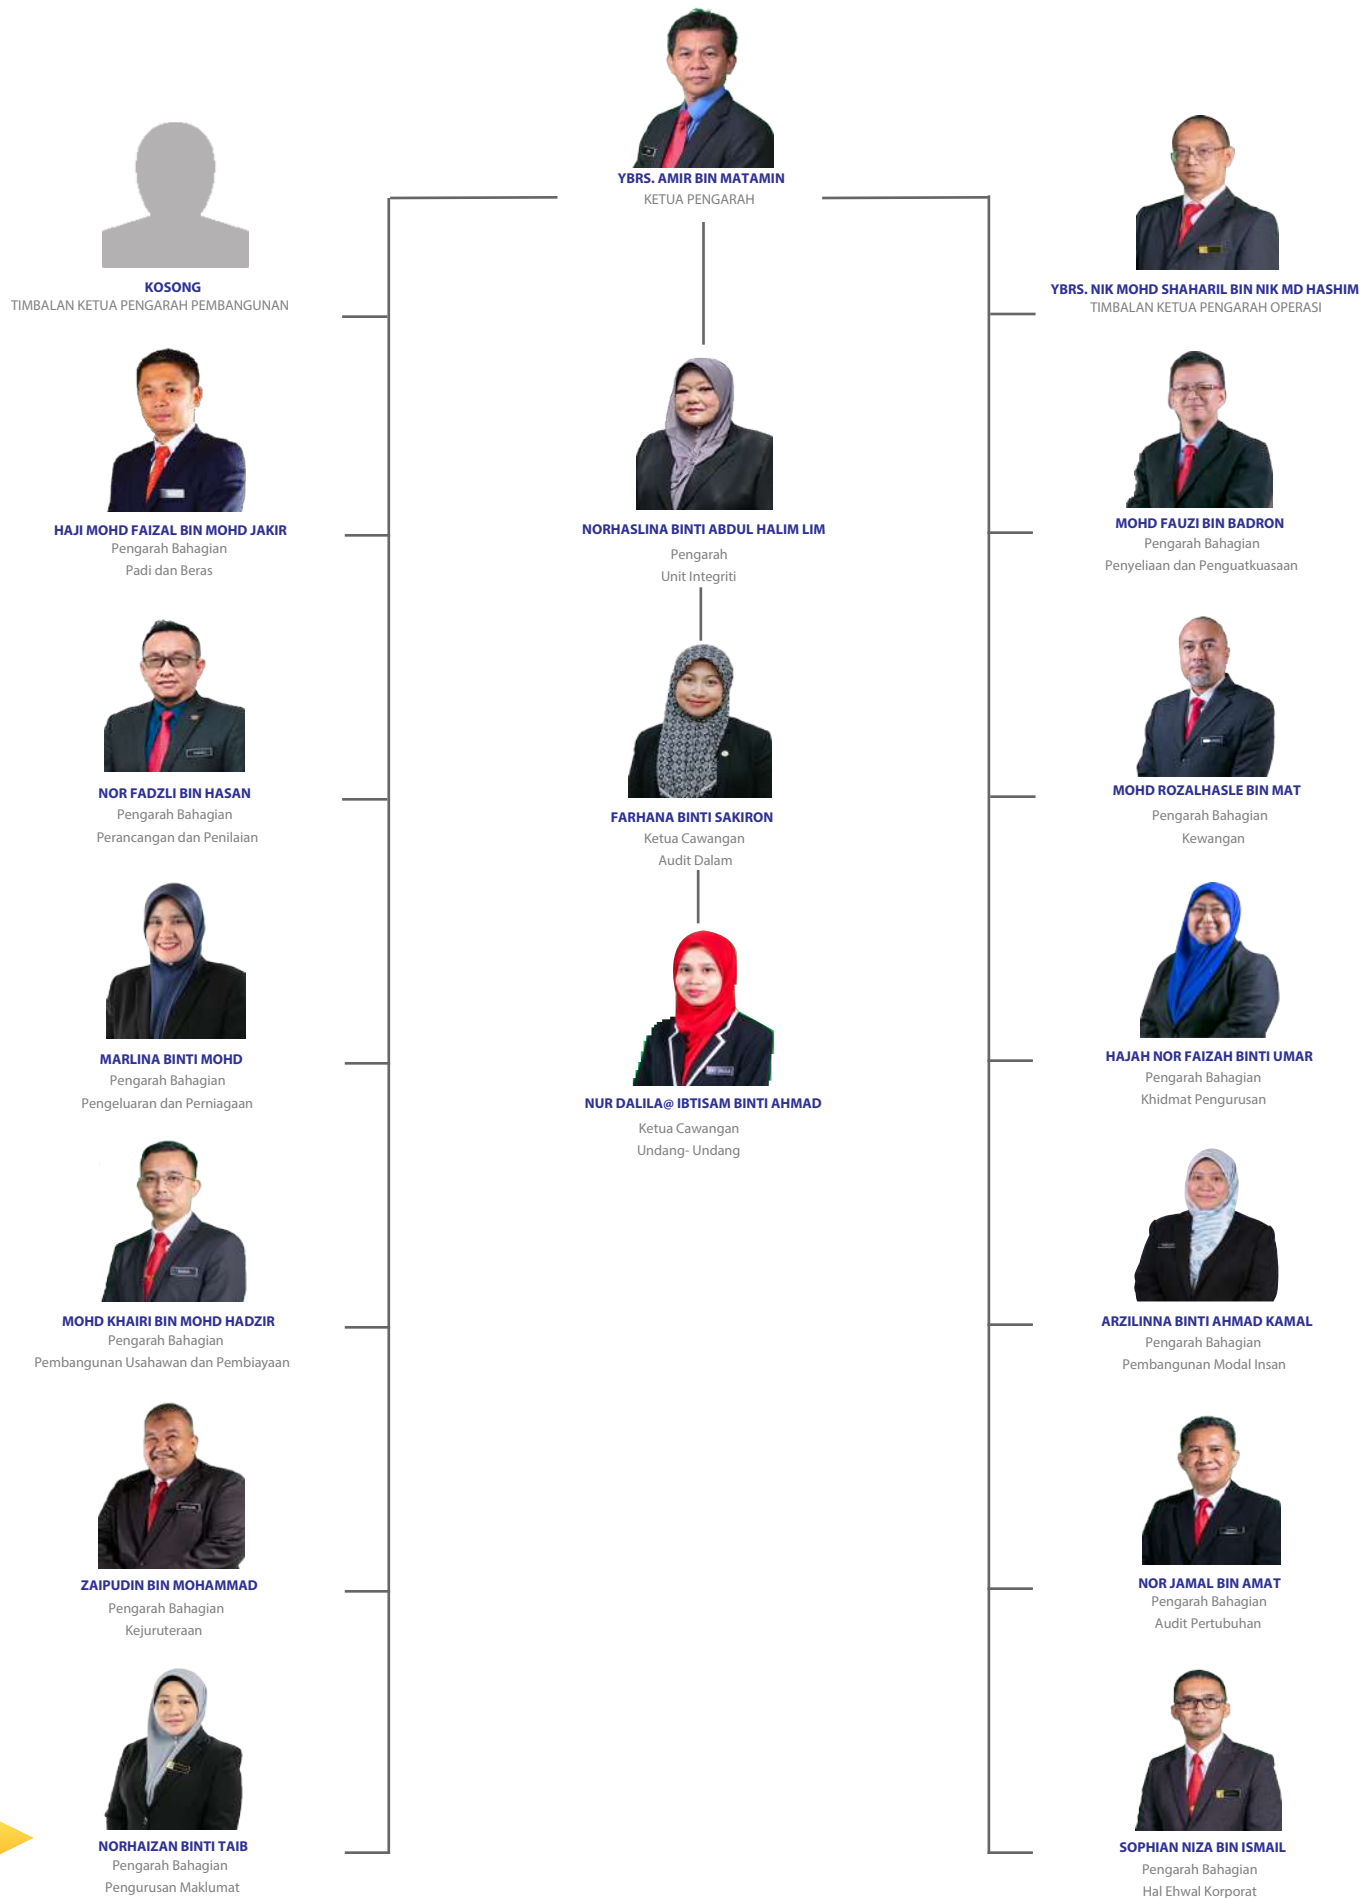 YBRS. AMIR BIN MATAMIN
KETUA PENGARAH
KOSONG
TIMBALAN KETUA PENGARAH PEMBANGUNAN
HAJI MOHD FAIZAL BIN MOHD JAKIR
Pengarah Bahagian
Padi dan Beras
NOR FADZLI BIN HASAN
Pengarah Bahagian
Perancangan dan Penilaian
MARLINA BINTI MOHD
Pengarah Bahagian
Pengeluaran dan Perniagaan
MOHD KHAIRI BIN MOHD HADZIR
Pengarah Bahagian
Pembangunan Usahawan dan Pembiayaan
ZAIPUDIN BIN MOHAMMAD
Pengarah Bahagian
Kejuruteraan
NORHAIZAN BINTI TAIB
Pengarah Bahagian
Pengurusan Maklumat
NORHASLINA BINTI ABDUL HALIM LIM
Pengarah
Unit Integriti
FARHANA BINTI SAKIRON
Ketua Cawangan
Audit Dalam
NUR DALILA@ IBTISAM BINTI AHMAD
Ketua Cawangan
Undang- Undang
YBRS. NIK MOHD SHAHARIL BIN NIK MD HASHIM
TIMBALAN KETUA PENGARAH OPERASI
MOHD FAUZI BIN BADRON
Pengarah Bahagian
Penyeliaan dan Penguatkuasaan
MOHD ROZALHASLE BIN MAT
Pengarah Bahagian
Kewangan
HAJAH NOR FAIZAH BINTI UMAR
Pengarah Bahagian
Khidmat Pengurusan
ARZILINNA BINTI AHMAD KAMAL
Pengarah Bahagian
Pembangunan Modal Insan
NOR JAMAL BIN AMAT
Pengarah Bahagian
Audit Pertubuhan
SOPHIAN NIZA BIN ISMAIL
Pengarah Bahagian
Hal Ehwal Korporat